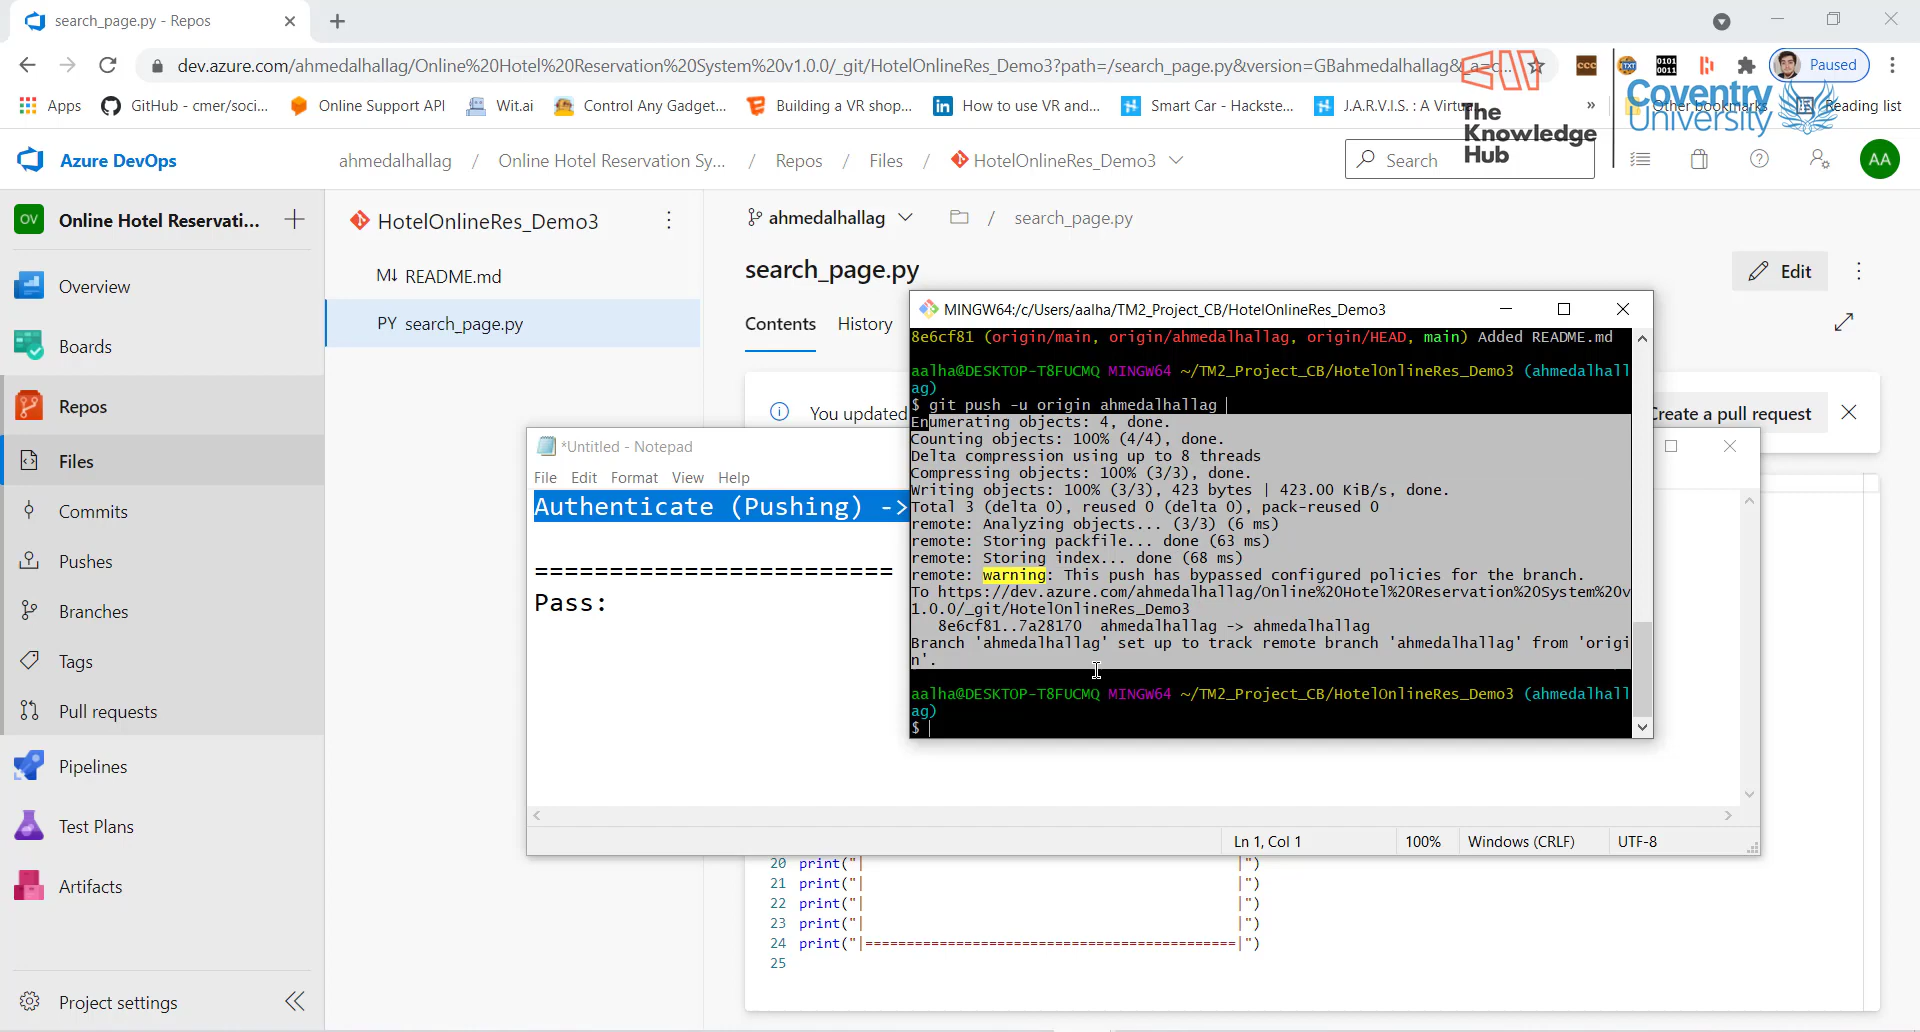 search_page.py - Repos
dev.azure.com/ahmedalhallag/Online%20Hotel%20Reservation%20System%20v1.0.0/_git/HotelOnlineRes_Demo3?path=/search_page.py&version=GBahmedalhallag&_a=c...
Paused
Apps
GitHub - cmer/soci...
Online Support API
Wit.ai
Control Any Gadget...
Building a VR shop...
How to use VR and...
Smart Car - Hackste...
J.A.R.V.I.S. : A Virtua
»
Other bookmarks
Reading list
The
Knowledge
Hub
Coventry
University
Azure DevOps
ahmedalhallag / Online Hotel Reservation Sy... / Repos / Files / HotelOnlineRes_Demo3
Search
AA
OV
Online Hotel Reservati...
Overview
Boards
Repos
Files
Commits
Pushes
Branches
Tags
Pull requests
Pipelines
Test Plans
Artifacts
Project settings
HotelOnlineRes_Demo3
M↓ README.md
PY search_page.py
ahmedalhallag
/ search_page.py
search_page.py
Edit
Contents
History
You updated
Create a pull request
MINGW64:/c/Users/aalha/TM2_Project_CB/HotelOnlineRes_Demo3
8e6cf81 (origin/main, origin/ahmedalhallag, origin/HEAD, main) Added README.md
aalha@DESKTOP-T8FUCMQ MINGW64 ~/TM2_Project_CB/HotelOnlineRes_Demo3 (ahmedalhall
ag)
$ git push -u origin ahmedalhallag
Enumerating objects: 4, done.
Counting objects: 100% (4/4), done.
Delta compression using up to 8 threads
Compressing objects: 100% (3/3), done.
Writing objects: 100% (3/3), 423 bytes | 423.00 KiB/s, done.
Total 3 (delta 0), reused 0 (delta 0), pack-reused 0
remote: Analyzing objects... (3/3) (6 ms)
remote: Storing packfile... done (63 ms)
remote: Storing index... done (68 ms)
remote: warning: This push has bypassed configured policies for the branch.
To https://dev.azure.com/ahmedalhallag/Online%20Hotel%20Reservation%20System%20v
1.0.0/_git/HotelOnlineRes_Demo3
8e6cf81..7a28170 ahmedalhallag -> ahmedalhallag
Branch 'ahmedalhallag' set up to track remote branch 'ahmedalhallag' from 'origi
n'.
aalha@DESKTOP-T8FUCMQ MINGW64 ~/TM2_Project_CB/HotelOnlineRes_Demo3 (ahmedalhall
ag)
$
*Untitled - Notepad
File Edit Format View Help
Authenticate (Pushing) ->
========================
Pass:
Ln 1, Col 1
100%
Windows (CRLF)
UTF-8
20 print("| |")
21 print("| |")
22 print("| |")
23 print("| |")
24 print("|=============================================|")
25